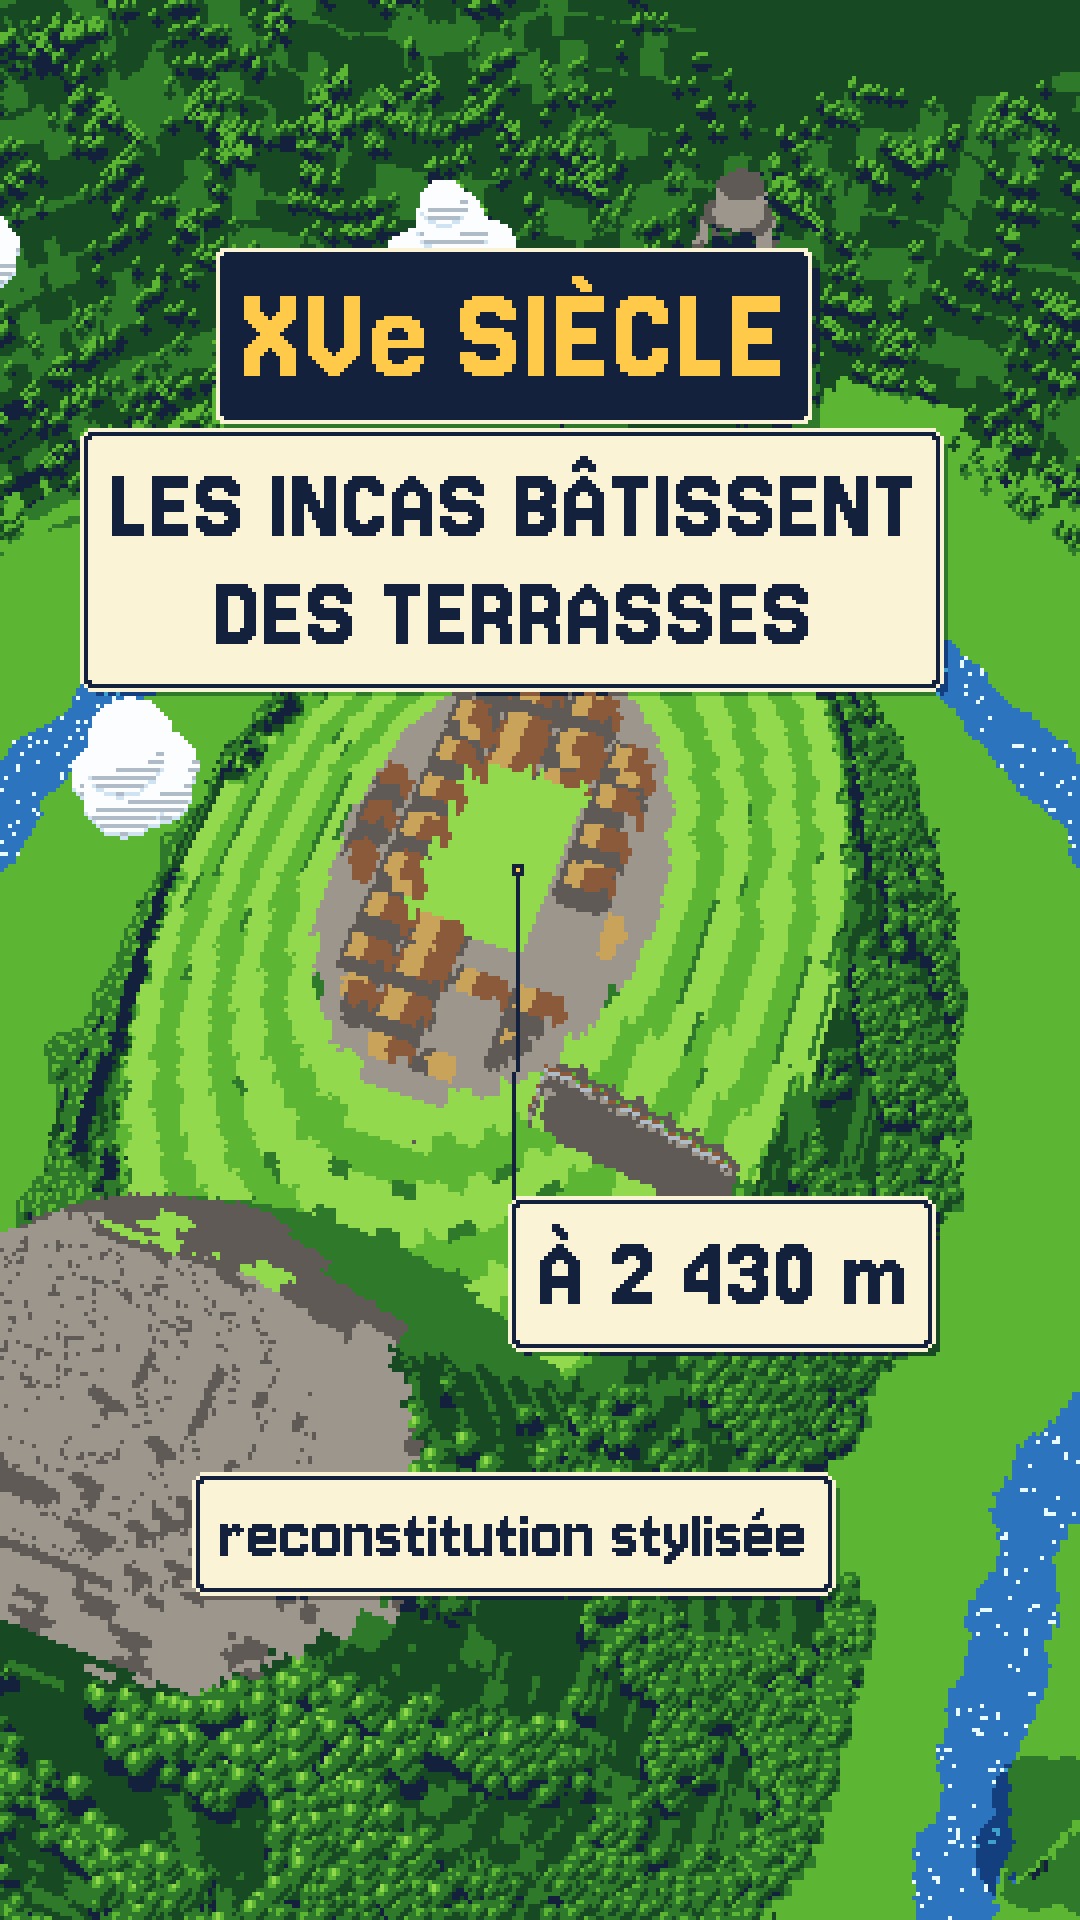 XVe SIÈCLE
LES INCAS BÂTISSENT
DES TERRASSES
À 2 430 m
reconstitution stylisée